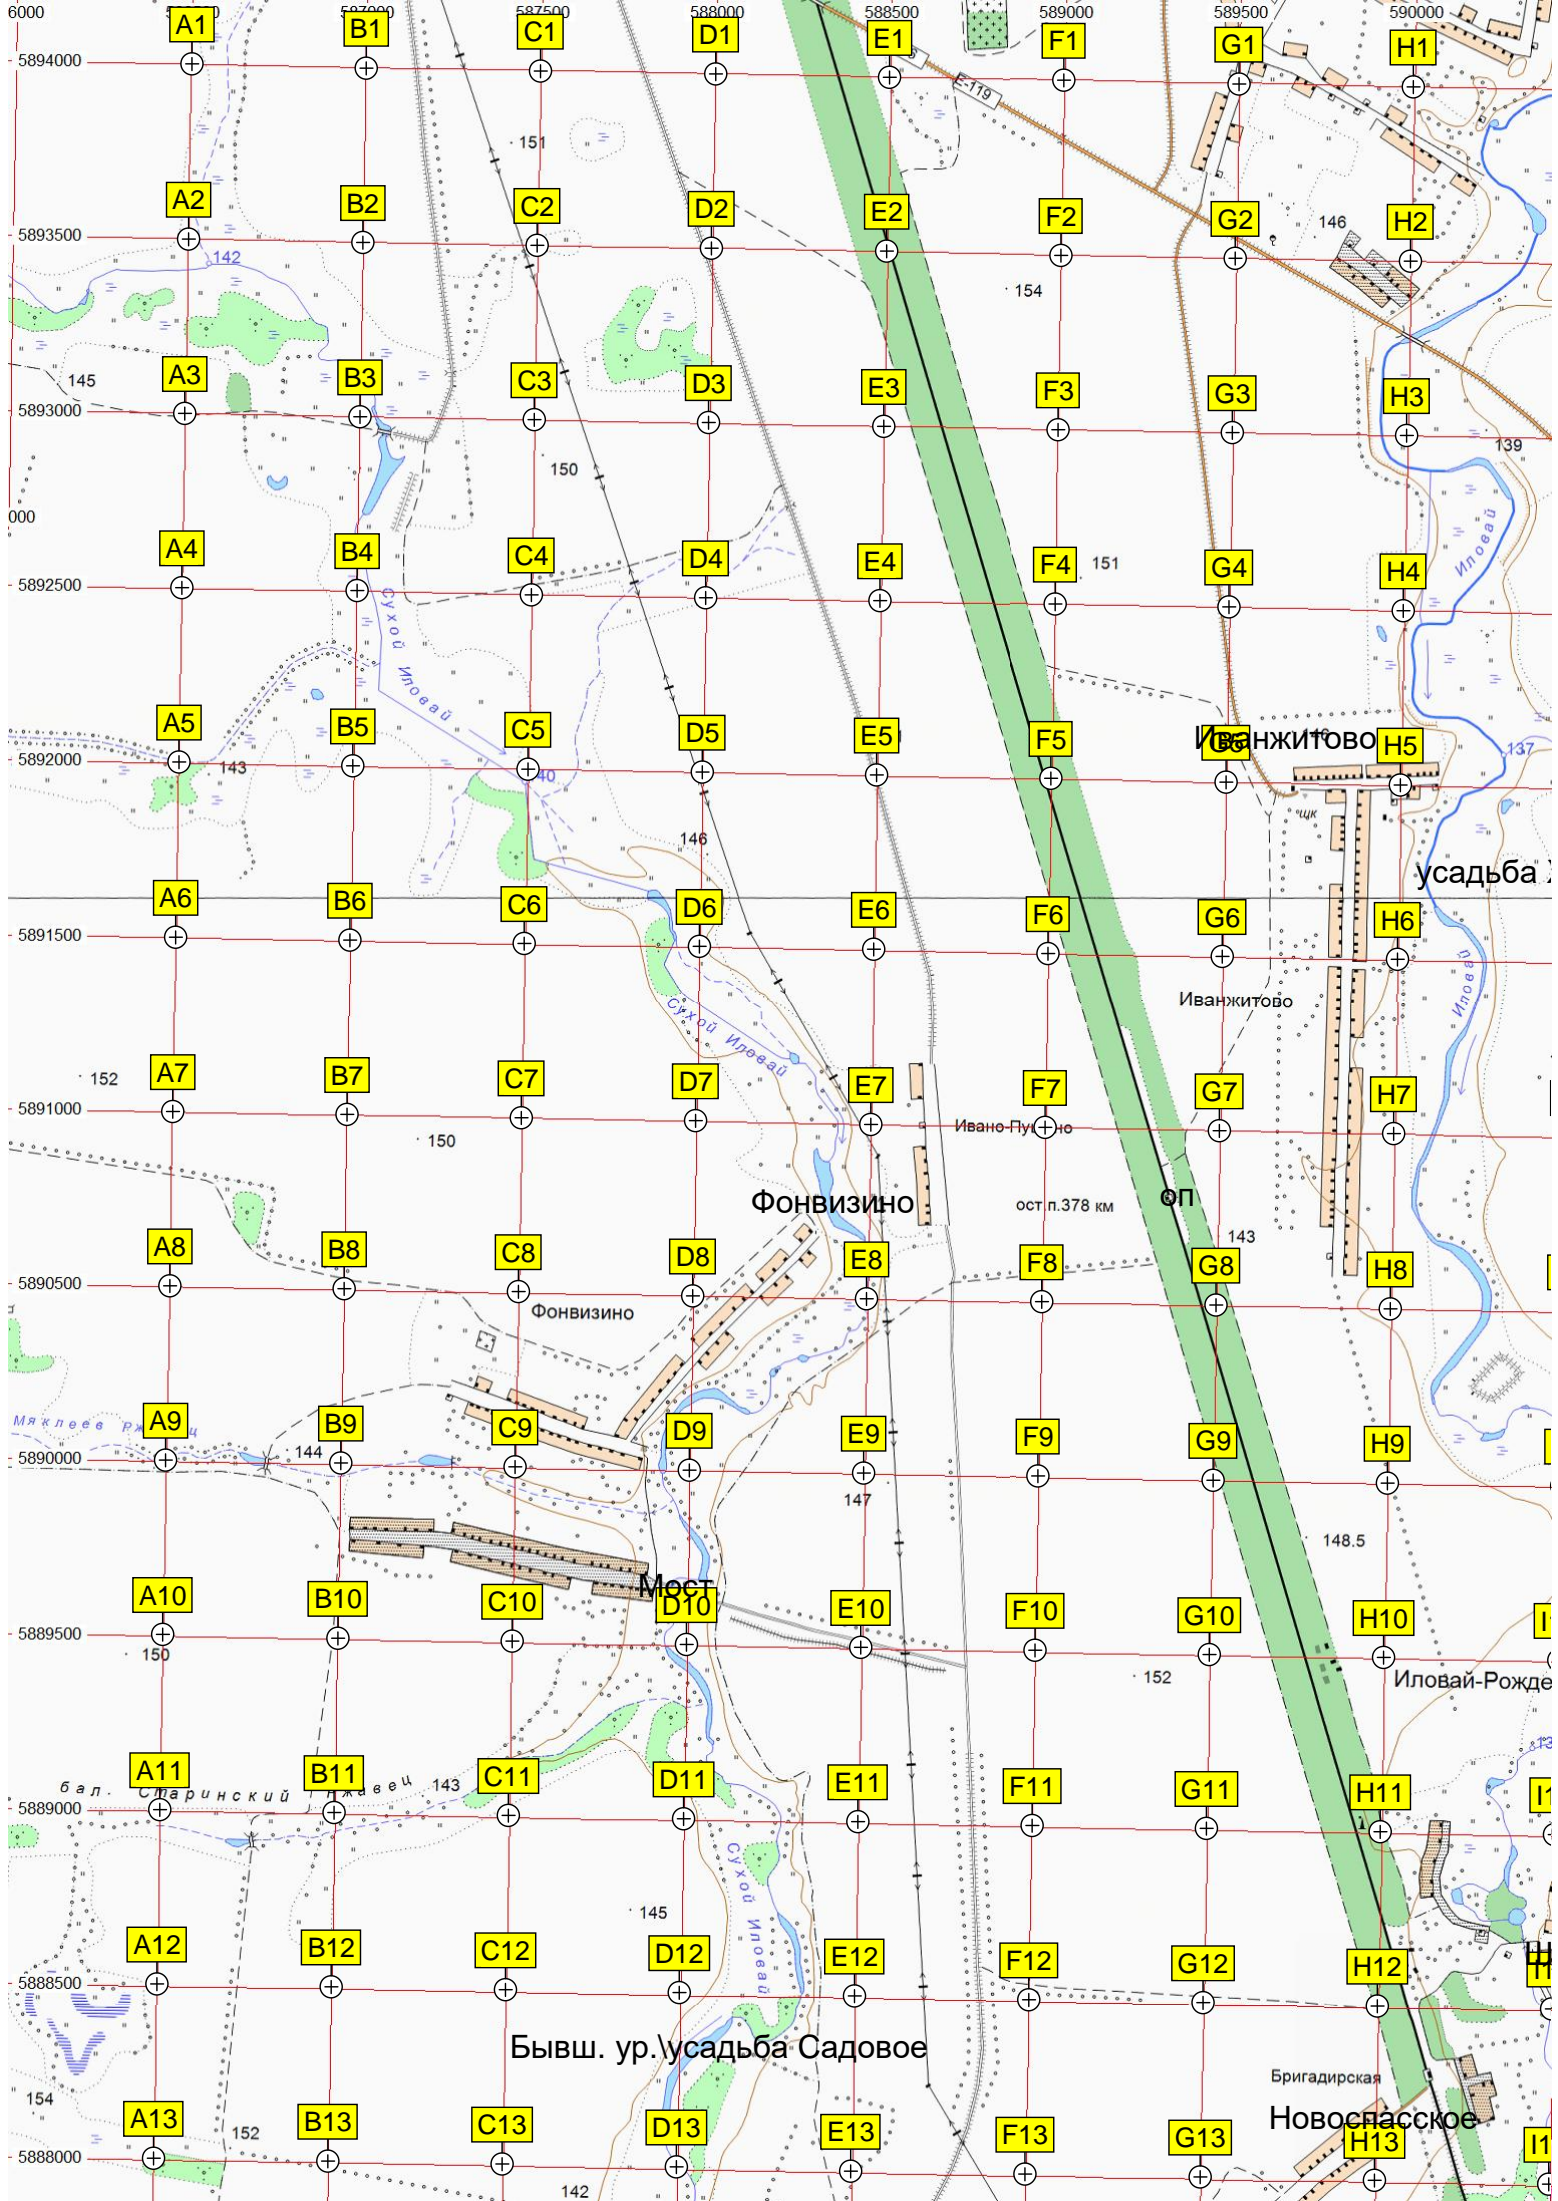 6000 587500 588000 588500 589000 589500 590000
A1 B1 C1 D1 E1 F1 G1 H1
5894000
E-119
151
A2 B2 C2 D2 E2 F2 G2 H2
146
5893500
142
154
A3 B3 C3 D3 E3 F3 G3 H3
145
5893000
139
150
000
Иловай
A4 B4 C4 D4 E4 F4 G4 H4
151
5892500
Сухой Иловай
A5 B5 C5 D5 E5 F5 Иванжитово H5
137
5892000
143
40
146
усадьба
A6 B6 C6 D6 E6 F6 G6 H6
5891500
Иванжитово
Сухой Иловай
A7 B7 C7 D7 E7 F7 G7 H7
152
5891000
150
Фонвизино
оп
ост.п.378 км
143
A8 B8 C8 D8 E8 F8 G8 H8
5890500
Фонвизино
Мяклеев
A9 B9 C9 D9 E9 F9 G9 H9
144
5890000
147
148.5
Мост
A10 B10 C10 D10 E10 F10 G10 H10
5889500
150
152
Иловай-Рожде
A11 B11 C11 D11 E11 F11 G11 H11
бал. Старинский
143
5889000
Сухой Иловай
145
A12 B12 C12 D12 E12 F12 G12 H12
5888500
Бывш. ур.\усадьба Садовое
Бригадирская
154
Новоспасское
A13 B13 C13 D13 E13 F13 G13 H13
152
5888000
142